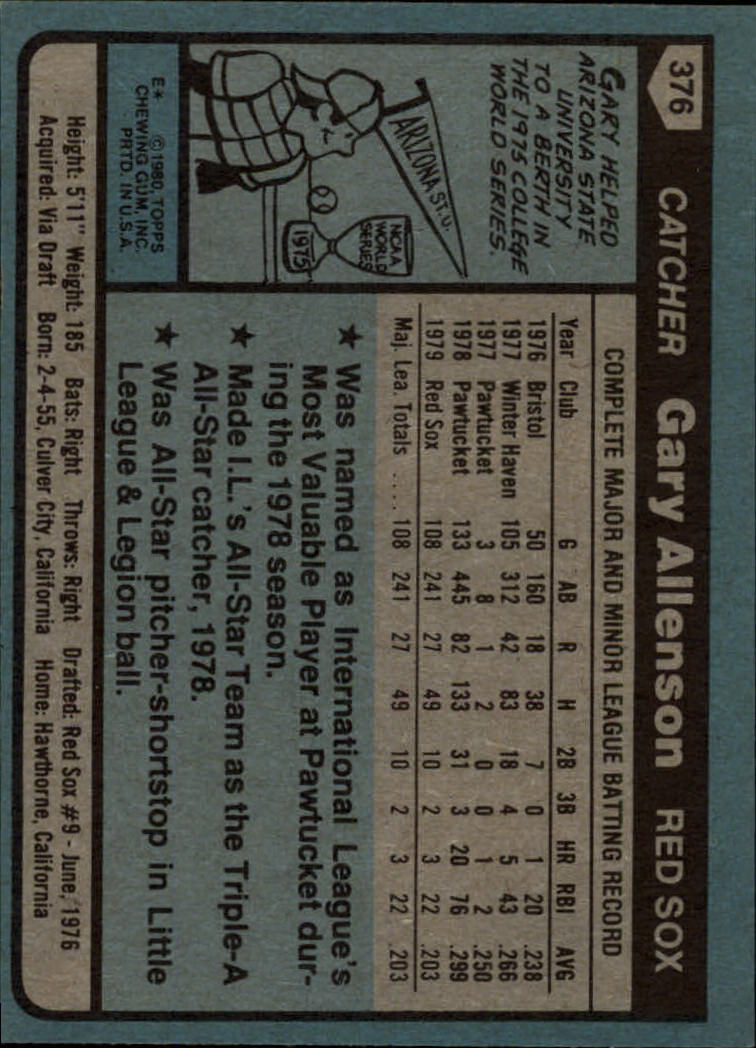 376 CATCHER Gary Allenson RED SOX
GARY HELPED
ARIZONA STATE
UNIVERSITY
TO A BERTH IN
THE 1975 COLLEGE
WORLD SERIES.
ARIZONA ST. U.
NCAA
WORLD
SERIES
1975
E* ©1980, TOPPS
CHEWING GUM, INC.
PRTD. IN U.S.A.
COMPLETE MAJOR AND MINOR LEAGUE BATTING RECORD
Year Club G AB R H 2B 3B HR RBI AVG
1976 Bristol 50 160 18 38 7 0 1 20 .238
1977 Winter Haven 105 312 42 83 18 4 5 43 .266
1977 Pawtucket 3 8 1 2 0 0 1 2 .250
1978 Pawtucket 133 445 82 133 31 3 20 76 .299
1979 Red Sox 108 241 27 49 10 2 3 22 .203
Maj. Lea. Totals .... 108 241 27 49 10 2 3 22 .203
★ Was named as International League's
Most Valuable Player at Pawtucket dur-
ing the 1978 season.
★ Made I.L.'s All-Star Team as the Triple-A
All-Star catcher, 1978.
★ Was All-Star pitcher-shortstop in Little
League & Legion ball.
Height: 5'11" Weight: 185 Bats: Right Throws: Right Drafted: Red Sox #9 - June, 1976
Acquired: Via Draft Born: 2-4-55, Culver City, California Home: Hawthorne, California